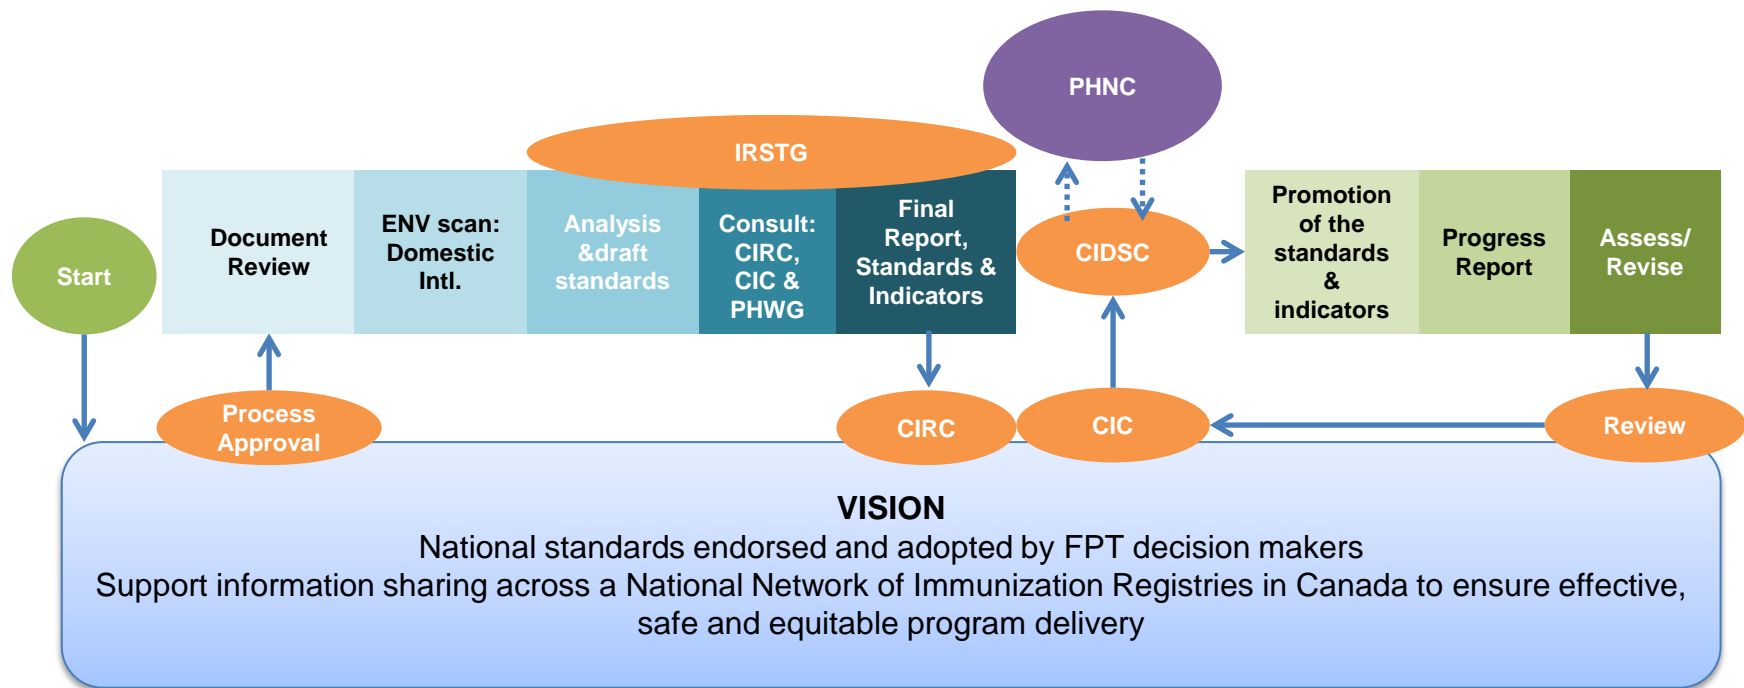 PHNC
IRSTG
Start
Document
Review
ENV scan:
Domestic
Intl.
Analysis
&draft
standards
Consult:
CIRC,
CIC &
PHWG
Final
Report,
Standards &
Indicators
CIDSC
Promotion
of the
standards
&
indicators
Progress
Report
Assess/
Revise
Process
Approval
CIRC
CIC
Review
VISION
National standards endorsed and adopted by FPT decision makers
Support information sharing across a National Network of Immunization Registries in Canada to ensure effective,
safe and equitable program delivery